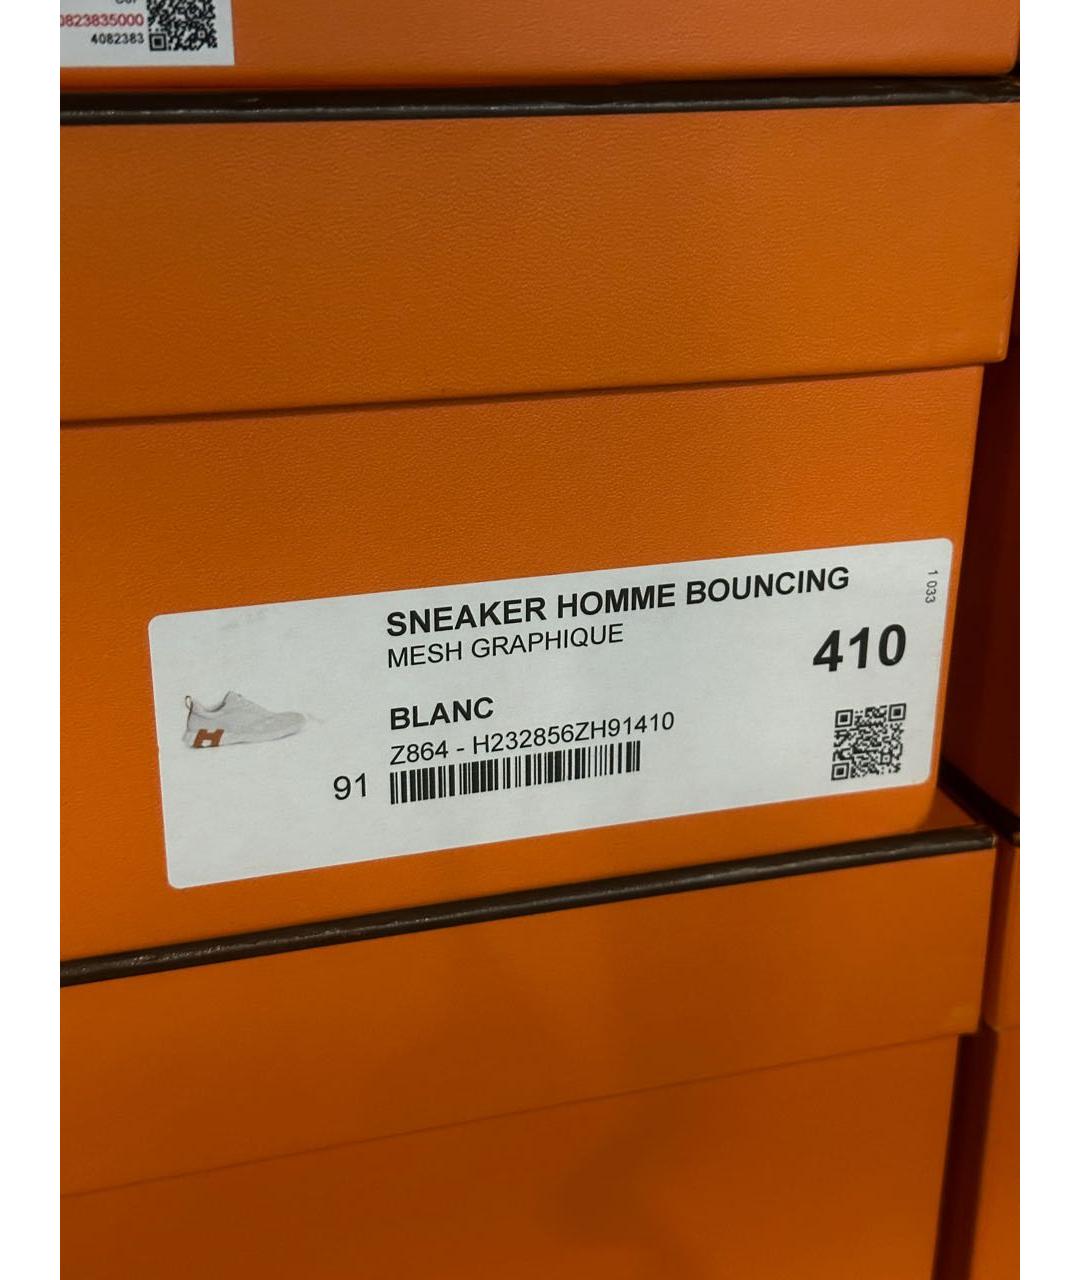 0823835000
4082383
SNEAKER HOMME BOUNCING
MESH GRAPHIQUE
410
1 033
BLANC
Z864 - H232856ZH91410
91